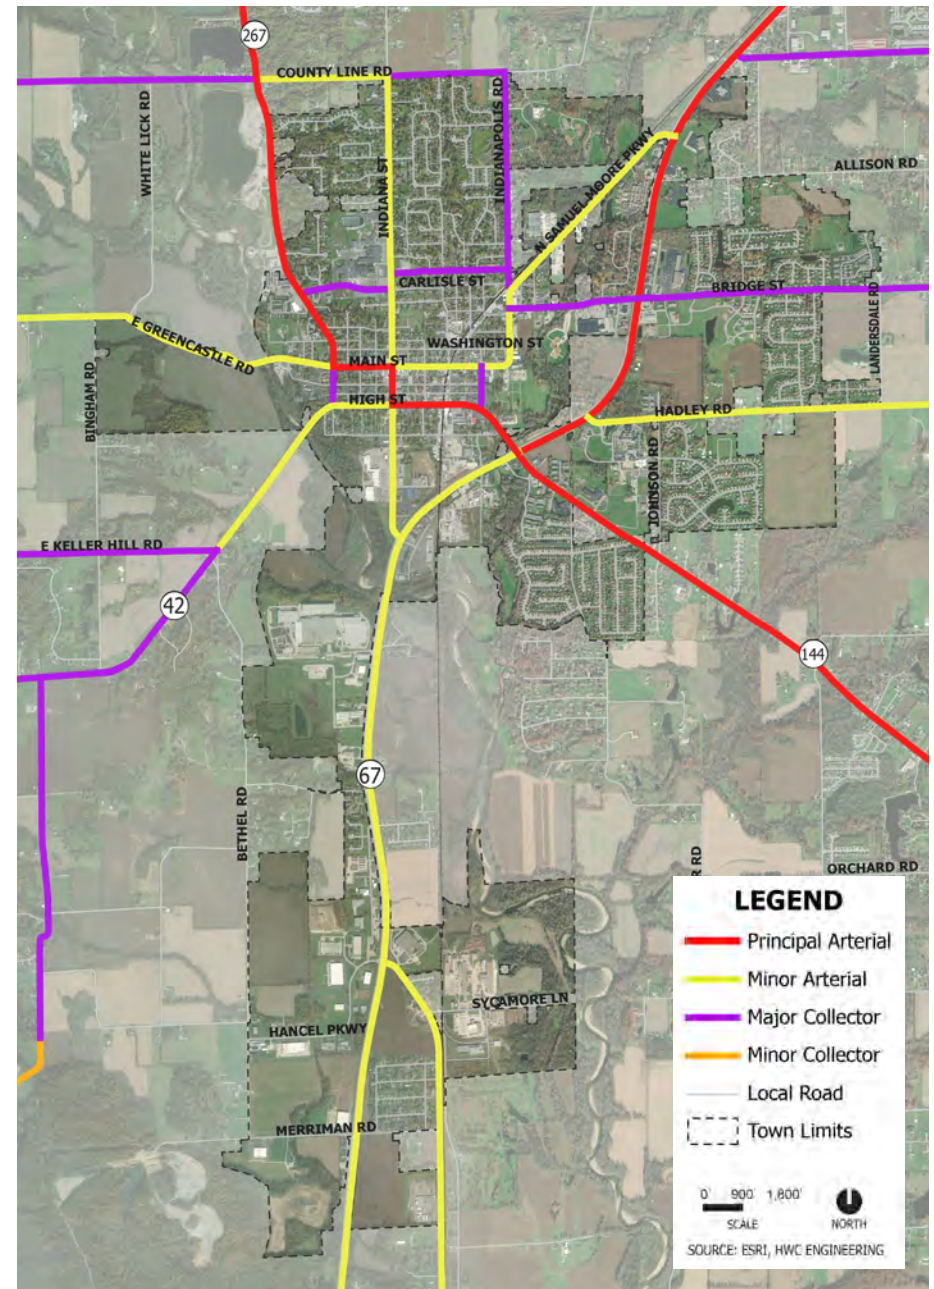 267
COUNTY LINE RD
WHITE LICK RD
INDIANAPOLIS RD
N SAMUEL MOORE PKWY
ALLISON RD
INDIANA ST
CARLISLE ST
BRIDGE ST
LANDERSDALE RD
E GREENCASTLE RD
WASHINGTON ST
MAIN ST
BINGHAM RD
HIGH ST
HADLEY RD
JOHNSON RD
E KELLER HILL RD
42
144
67
BETHEL RD
R RD
ORCHARD RD
SYCAMORE LN
HANCEL PKWY
MERRIMAN RD
LEGEND
Principal Arterial
Minor Arterial
Major Collector
Minor Collector
Local Road
Town Limits
0' 900' 1,800'
SCALE
NORTH
SOURCE: ESRI, HWC ENGINEERING